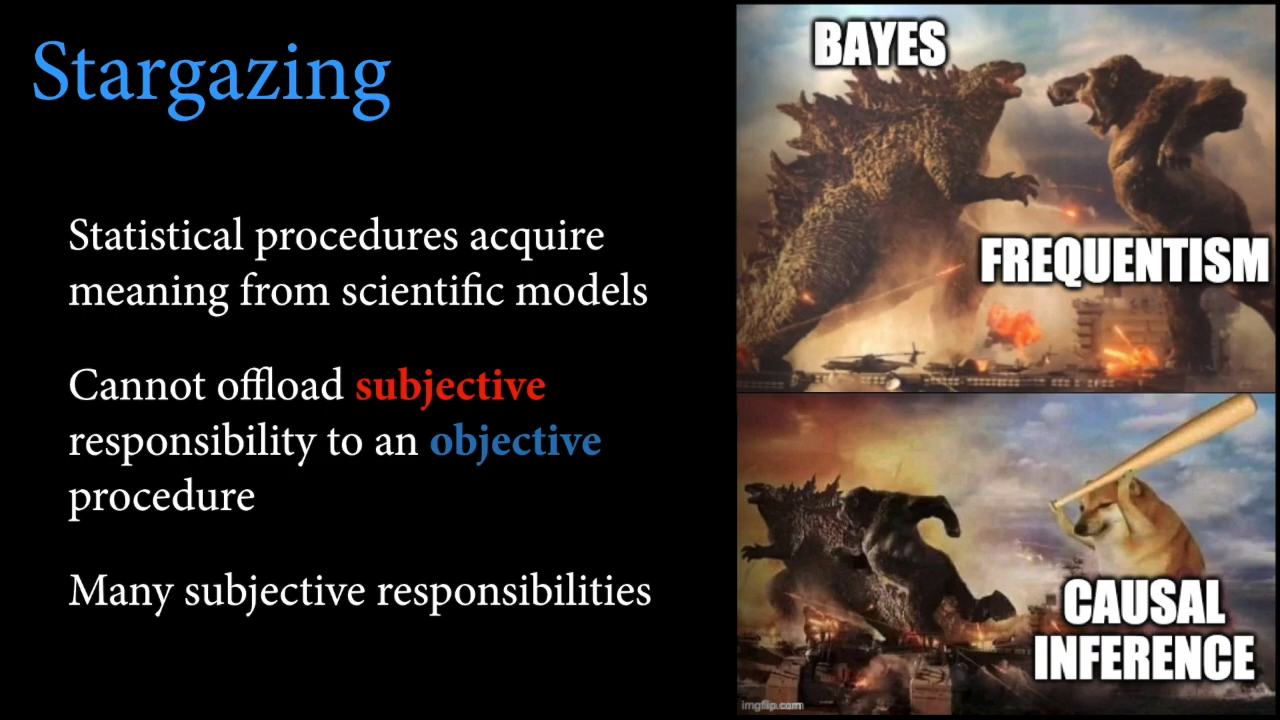 Stargazing
Statistical procedures acquire
meaning from scientific models
Cannot offload subjective
responsibility to an objective
procedure
Many subjective responsibilities
BAYES
FREQUENTISM
CAUSAL
INFERENCE
imgflip.com